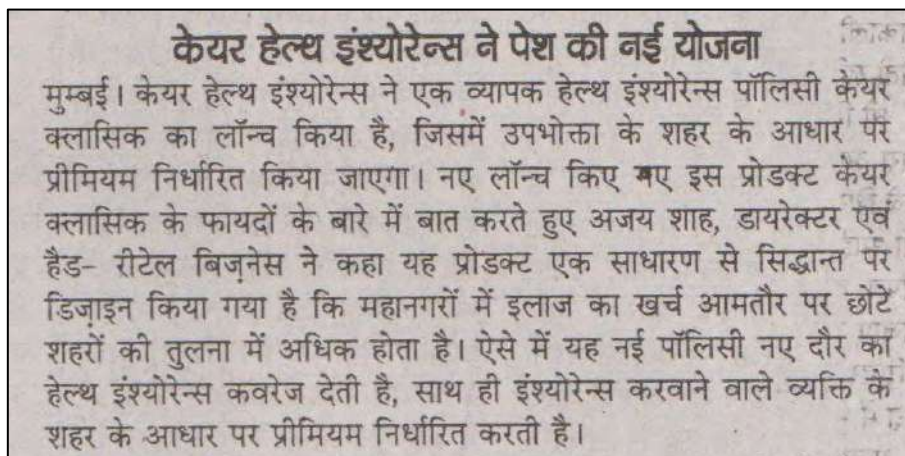 केयर हेल्थ इंश्योरेन्स ने पेश की नई योजना
मुम्बई। केयर हेल्थ इंश्योरेन्स ने एक व्यापक हेल्थ इंश्योरेन्स पॉलिसी केयर
क्लासिक का लॉन्च किया है, जिसमें उपभोक्ता के शहर के आधार पर
प्रीमियम निर्धारित किया जाएगा। नए लॉन्च किए गए इस प्रोडक्ट केयर
क्लासिक के फायदों के बारे में बात करते हुए अजय शाह, डायरेक्टर एवं
हैड- रीटेल बिज़नेस ने कहा यह प्रोडक्ट एक साधारण से सिद्धान्त पर
डिज़ाइन किया गया है कि महानगरों में इलाज का खर्च आमतौर पर छोटे
शहरों की तुलना में अधिक होता है। ऐसे में यह नई पॉलिसी नए दौर का
हेल्थ इंश्योरेन्स कवरेज देती है, साथ ही इंश्योरेन्स करवाने वाले व्यक्ति के
शहर के आधार पर प्रीमियम निर्धारित करती है।